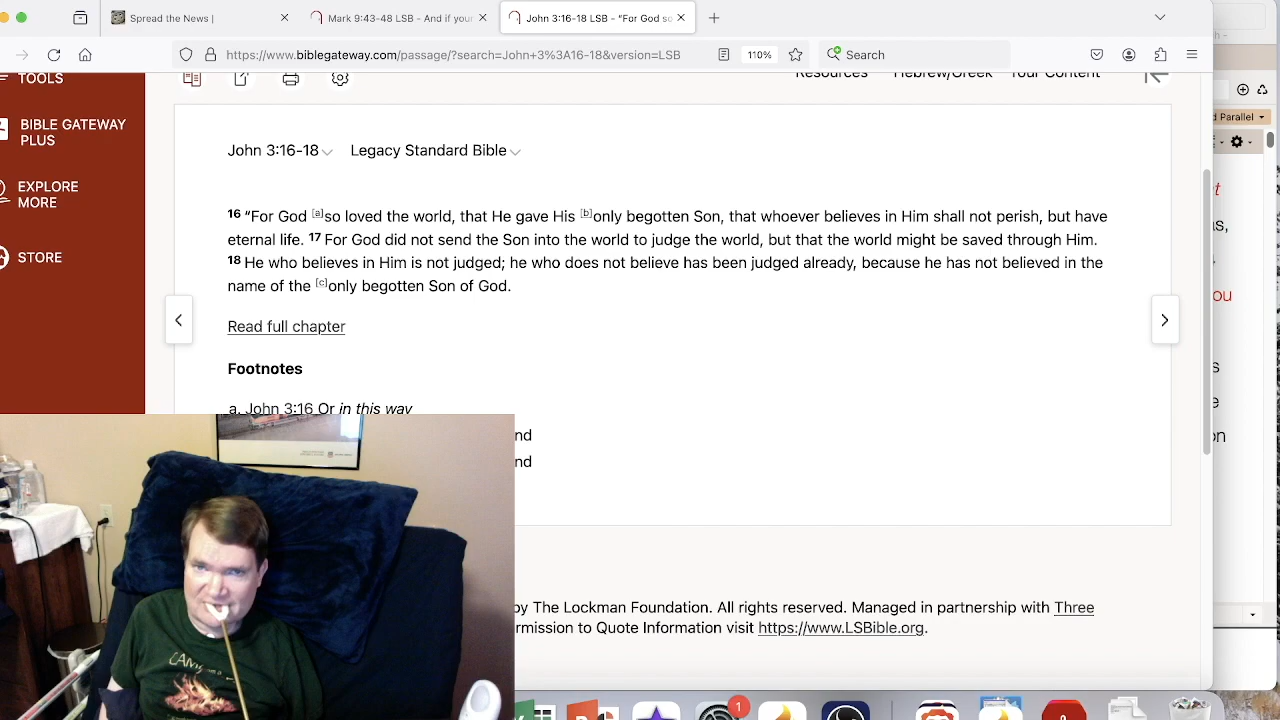 Spread the News |
Mark 9:43-48 LSB - And if your
John 3:16-18 LSB - "For God so
https://www.biblegateway.com/passage/?search=John+3%3A16-18&version=LSB
110%
Search
TOOLS
Resources
Hebrew/Greek
Your Content
d Parallel
BIBLE GATEWAY
PLUS
EXPLORE
MORE
STORE
John 3:16-18
Legacy Standard Bible
16 “For God [a]so loved the world, that He gave His [b]only begotten Son, that whoever believes in Him shall not perish, but have
eternal life. 17 For God did not send the Son into the world to judge the world, but that the world might be saved through Him.
18 He who believes in Him is not judged; he who does not believe has been judged already, because he has not believed in the
name of the [c]only begotten Son of God.
Read full chapter
Footnotes
a. John 3:16 Or in this way
nd
nd
ou
by The Lockman Foundation. All rights reserved. Managed in partnership with Three
rmission to Quote Information visit https://www.LSBible.org.
I AM
1